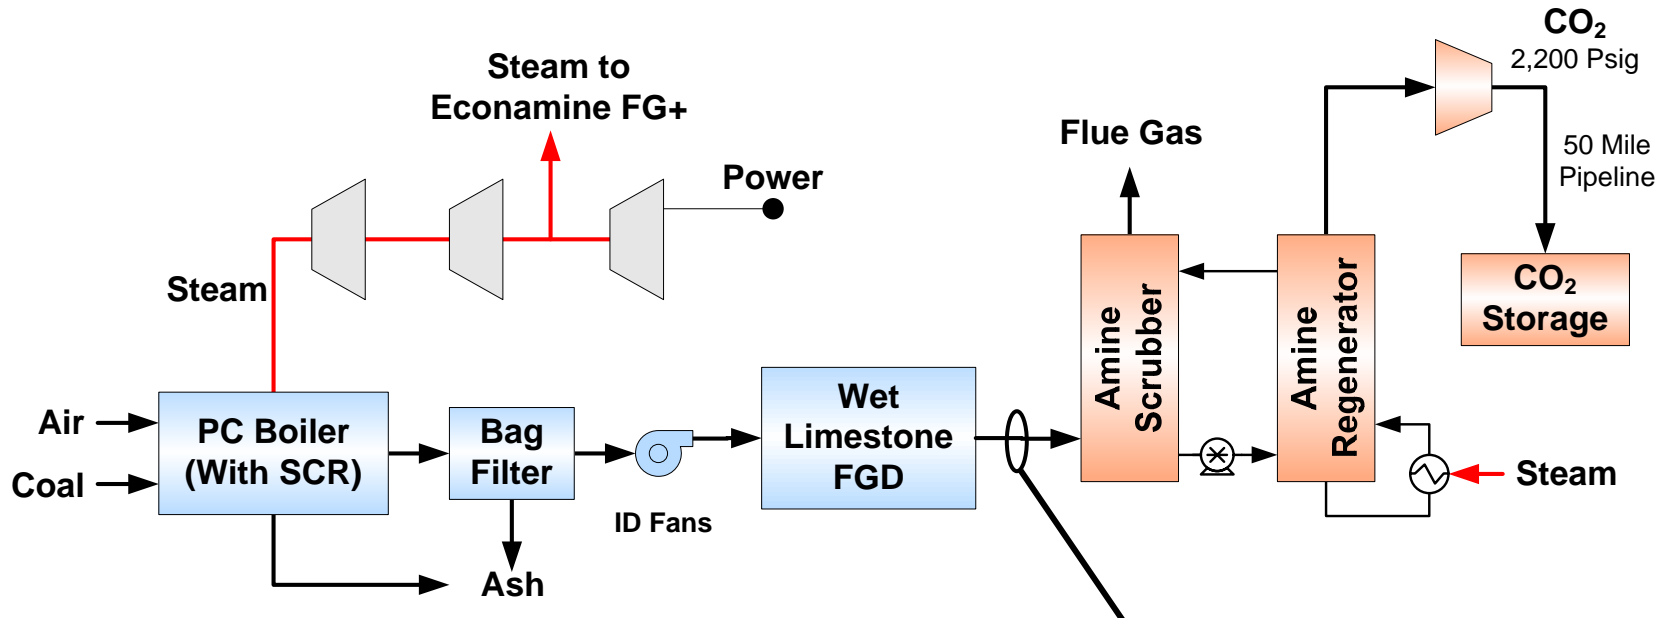 CO₂
2,200 Psig
Steam to
Econamine FG+
Flue Gas
50 Mile
Pipeline
Power
Steam
Amine
Scrubber
Amine
Regenerator
CO₂
Storage
Air
Coal
PC Boiler
(With SCR)
Bag
Filter
Wet
Limestone
FGD
Steam
ID Fans
Ash